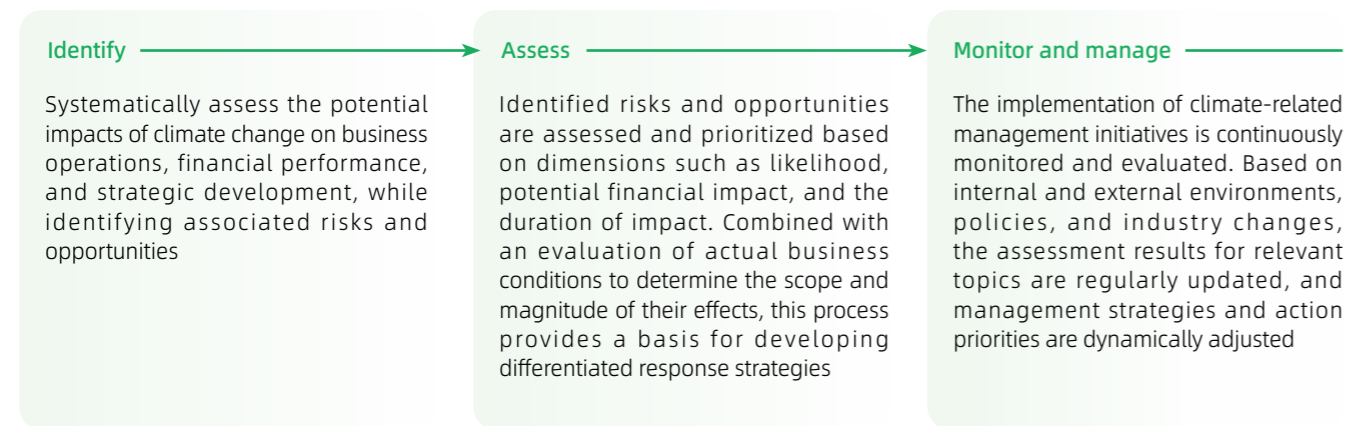 Identify
Systematically assess the potential
impacts of climate change on business
operations, financial performance,
and strategic development, while
identifying associated risks and
opportunities
Assess
Identified risks and opportunities
are assessed and prioritized based
on dimensions such as likelihood,
potential financial impact, and the
duration of impact. Combined with
an evaluation of actual business
conditions to determine the scope and
magnitude of their effects, this process
provides a basis for developing
differentiated response strategies
Monitor and manage
The implementation of climate-related
management initiatives is continuously
monitored and evaluated. Based on
internal and external environments,
policies, and industry changes,
the assessment results for relevant
topics are regularly updated, and
management strategies and action
priorities are dynamically adjusted